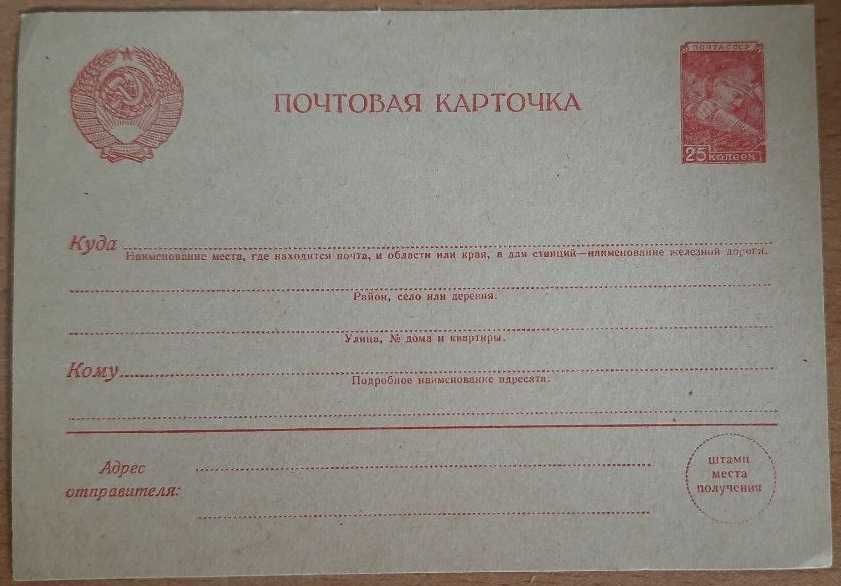 ПОЧТА СССР
ПОЧТОВАЯ КАРТОЧКА
25 КОПЕЕК
Куда
Наименование места, где находится почта, и области или края, а для станций—наименование железной дороги.
Район, село или деревня.
Улица, № дома и квартиры.
Кому
Подробное наименование адресата.
Адрес
отправителя:
штамп
места
получения